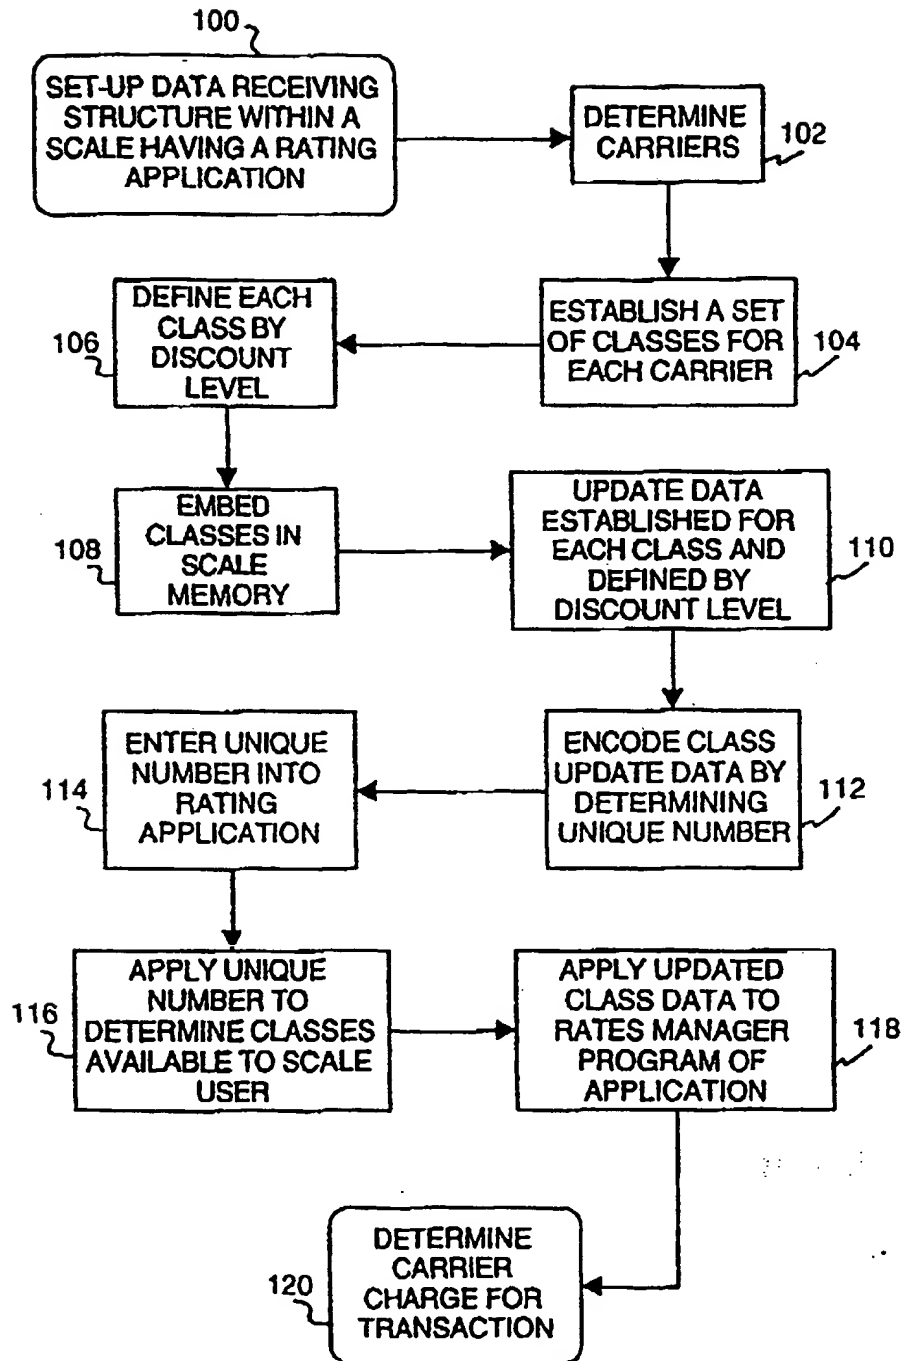 100
SET-UP DATA RECEIVING
STRUCTURE WITHIN A
SCALE HAVING A RATING
APPLICATION
DETERMINE
CARRIERS
102
DEFINE EACH
CLASS BY
DISCOUNT
LEVEL
106
ESTABLISH A SET
OF CLASSES FOR
EACH CARRIER
104
EMBED
CLASSES IN
SCALE
MEMORY
108
UPDATE DATA
ESTABLISHED FOR
EACH CLASS AND
DEFINED BY
DISCOUNT LEVEL
110
ENTER UNIQUE
NUMBER INTO
RATING
APPLICATION
114
ENCODE CLASS
UPDATE DATA BY
DETERMINING
UNIQUE NUMBER
112
APPLY UNIQUE
NUMBER TO
DETERMINE CLASSES
AVAILABLE TO SCALE
USER
116
APPLY UPDATED
CLASS DATA TO
RATES MANAGER
PROGRAM OF
APPLICATION
118
DETERMINE
CARRIER
CHARGE FOR
TRANSACTION
120